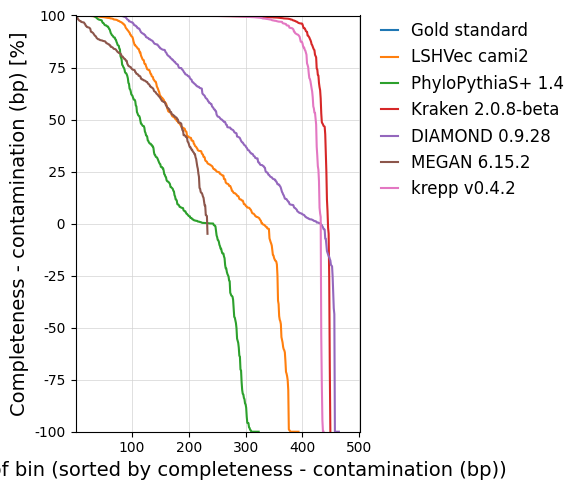 Completeness - contamination (bp) [%]
100
75
50
25
0
-25
-50
-75
-100
100
200
300
400
500
of bin (sorted by completeness - contamination (bp))
Gold standard
LSHVec cami2
PhyloPythiaS+ 1.4
Kraken 2.0.8-beta
DIAMOND 0.9.28
MEGAN 6.15.2
krepp v0.4.2